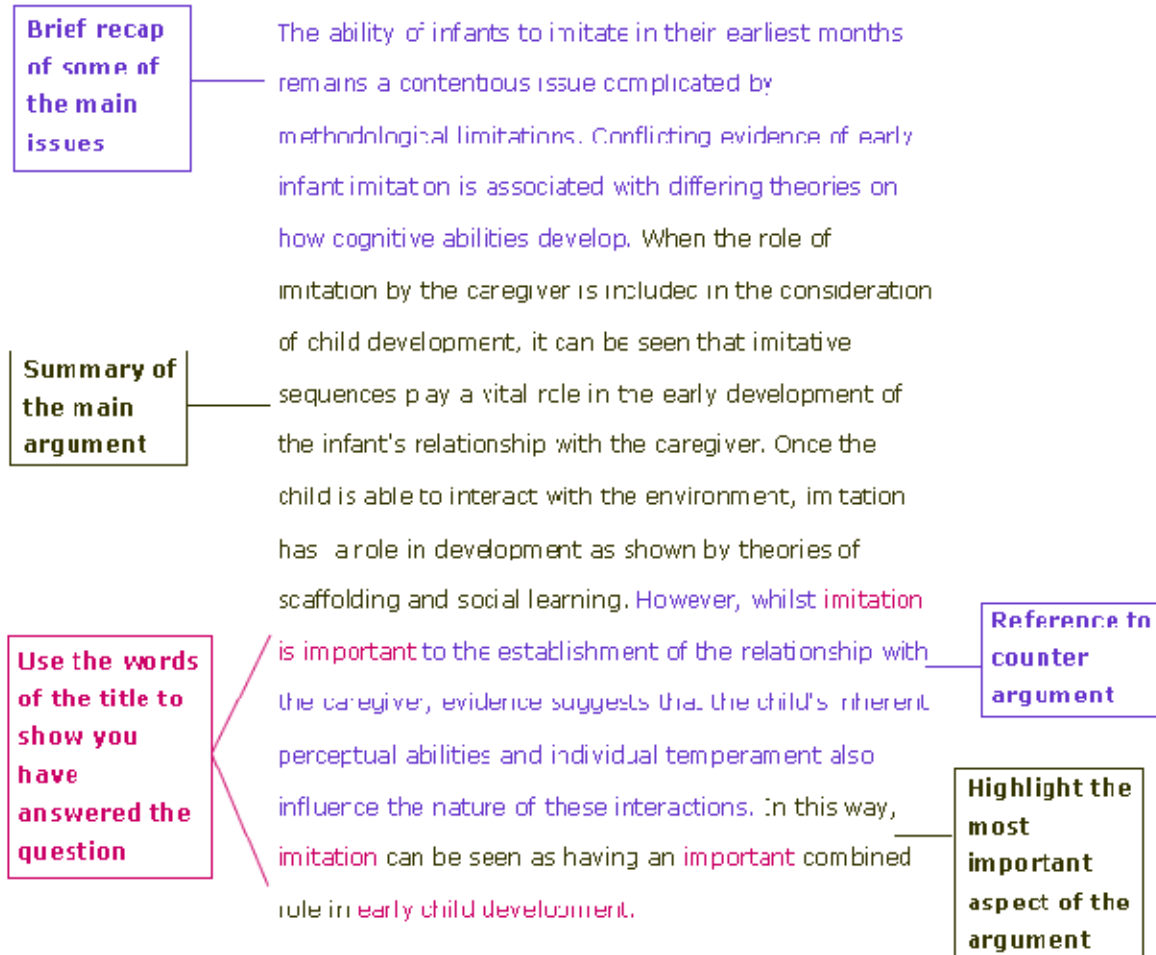 Brief recap
of some of
the main
issues
The ability of infants to imitate in their earliest months
remains a contentious issue complicated by
methodological limitations. Conflicting evidence of early
infant imitation is associated with differing theories on
how cognitive abilities develop. When the role of
imitation by the caregiver is included in the consideration
of child development, it can be seen that imitative
sequences play a vital role in the early development of
the infant's relationship with the caregiver. Once the
child is able to interact with the environment, imitation
has a role in development as shown by theories of
scaffolding and social learning. However, whilst imitation
is important to the establishment of the relationship with
the caregiver, evidence suggests that the child's inherent
perceptual abilities and individual temperament also
influence the nature of these interactions. In this way,
imitation can be seen as having an important combined
role in early child development.
Summary of
the main
argument
Use the words
of the title to
show you
have
answered the
question
Reference to
counter
argument
Highlight the
most
important
aspect of the
argument